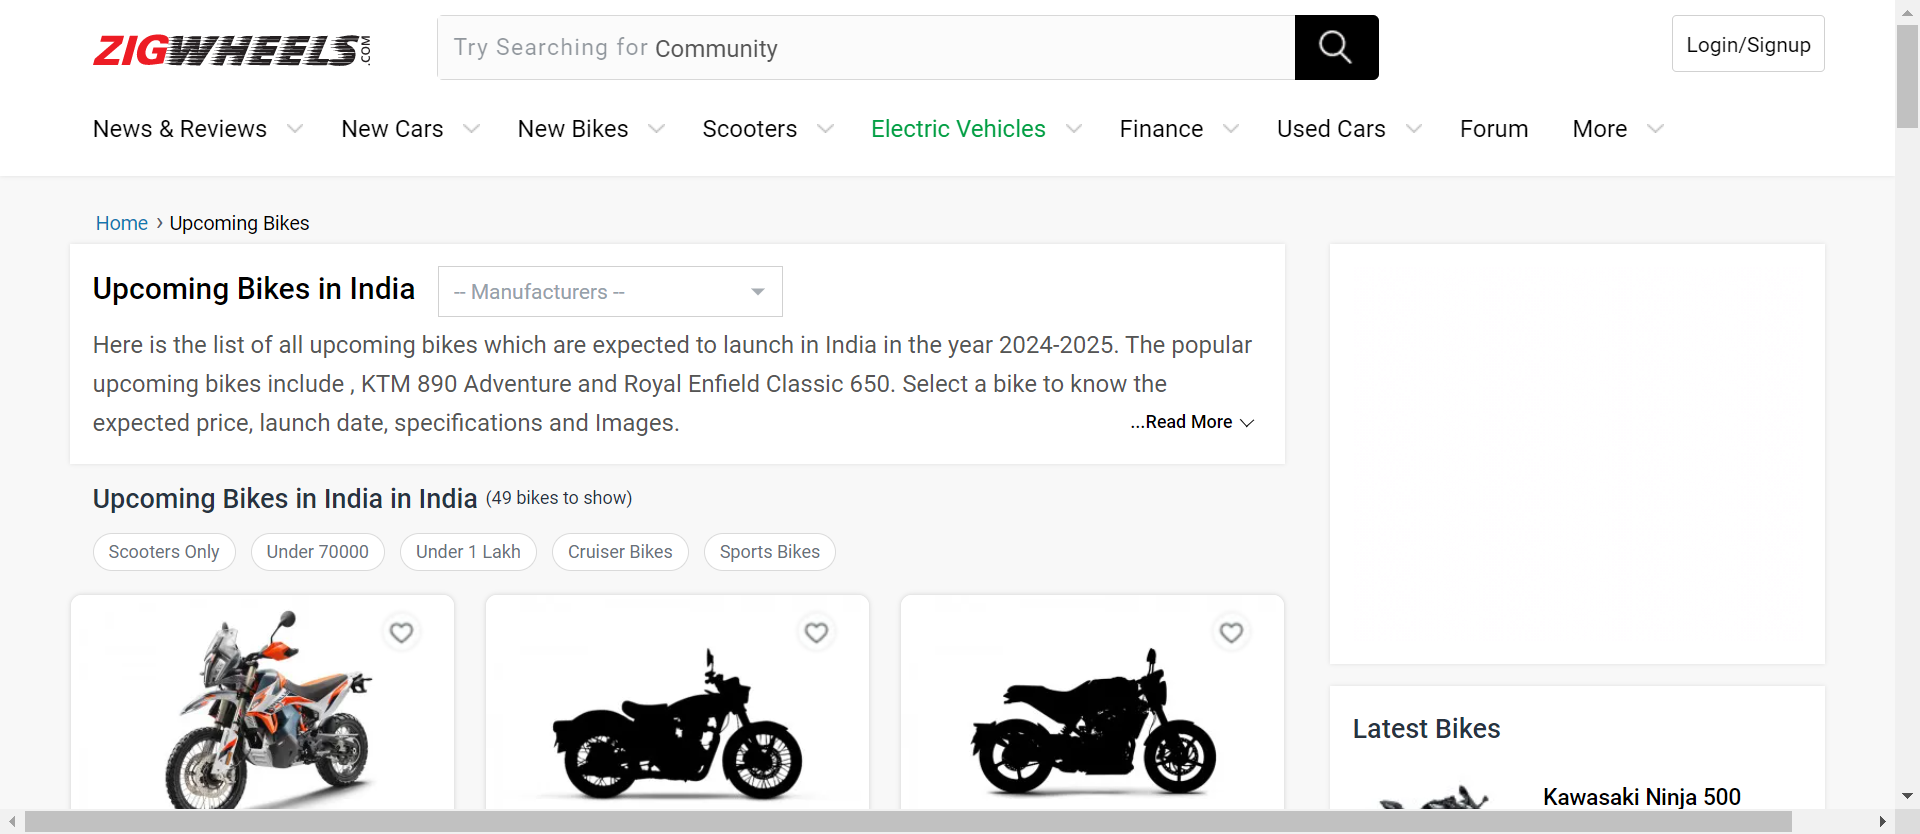 ZIGWHEELS.COM
Try Searching for Community
Login/Signup
News & Reviews New Cars New Bikes Scooters Electric Vehicles Finance Used Cars Forum More
Home › Upcoming Bikes
Upcoming Bikes in India -- Manufacturers --
Here is the list of all upcoming bikes which are expected to launch in India in the year 2024-2025. The popular
upcoming bikes include , KTM 890 Adventure and Royal Enfield Classic 650. Select a bike to know the
expected price, launch date, specifications and Images. ...Read More
Upcoming Bikes in India in India (49 bikes to show)
Scooters Only Under 70000 Under 1 Lakh Cruiser Bikes Sports Bikes
Latest Bikes
Kawasaki Ninja 500